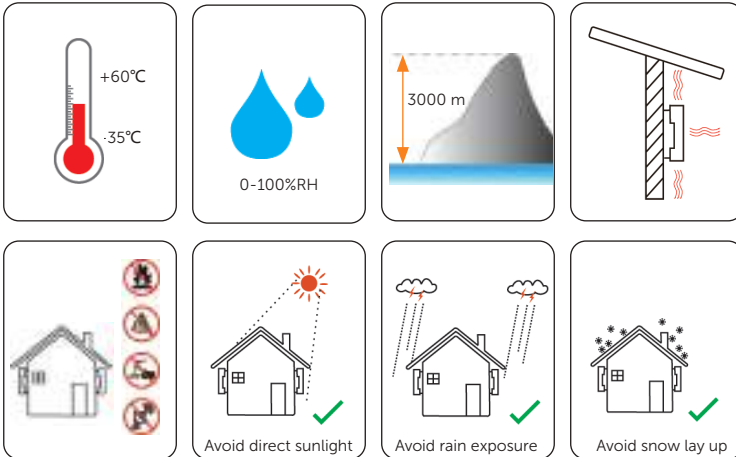 +60℃
-35℃
0-100%RH
3000 m
Avoid direct sunlight
Avoid rain exposure
Avoid snow lay up